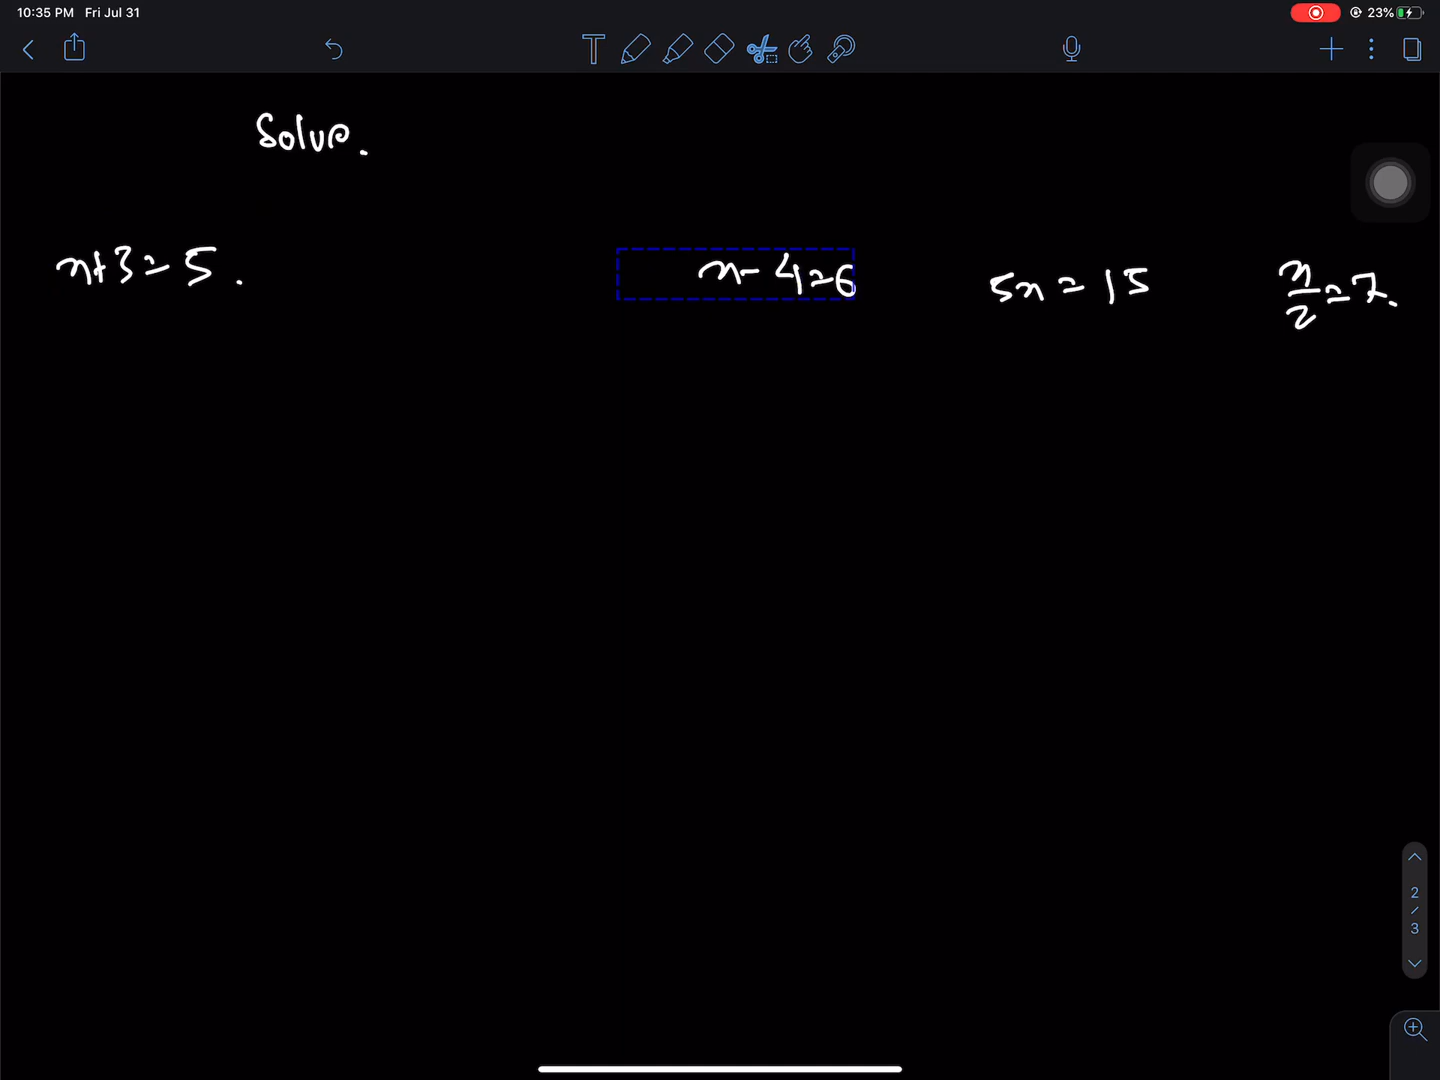 10:35 PM Fri Jul 31 23%
Solve.
x+3=5. x-4=6 5x=15 x/2=7.
2
/
3